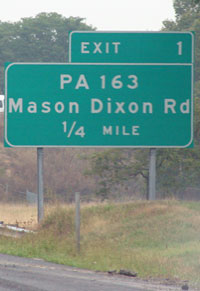 EXIT 1
PA 163
Mason Dixon Rd
1/4 MILE